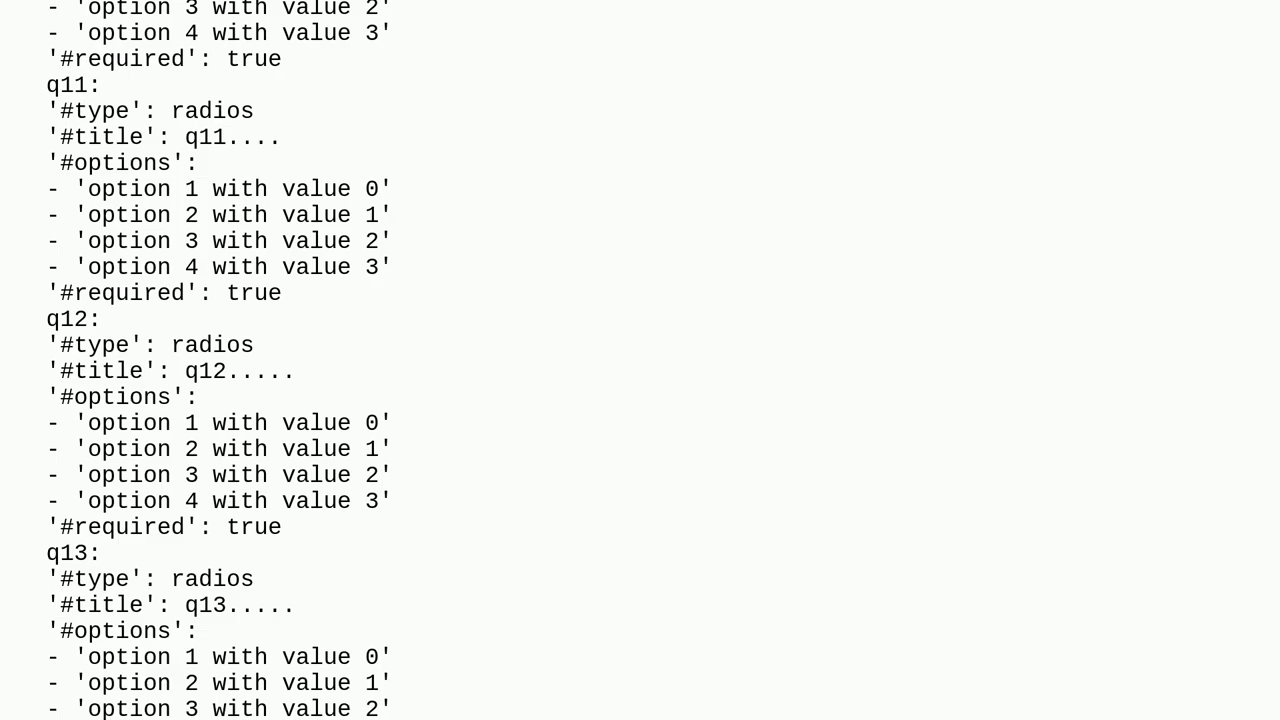 - 'option 3 with value 2'
- 'option 4 with value 3'
'#required': true
q11:
'#type': radios
'#title': q11....
'#options':
- 'option 1 with value 0'
- 'option 2 with value 1'
- 'option 3 with value 2'
- 'option 4 with value 3'
'#required': true
q12:
'#type': radios
'#title': q12.....
'#options':
- 'option 1 with value 0'
- 'option 2 with value 1'
- 'option 3 with value 2'
- 'option 4 with value 3'
'#required': true
q13:
'#type': radios
'#title': q13.....
'#options':
- 'option 1 with value 0'
- 'option 2 with value 1'
- 'option 3 with value 2'